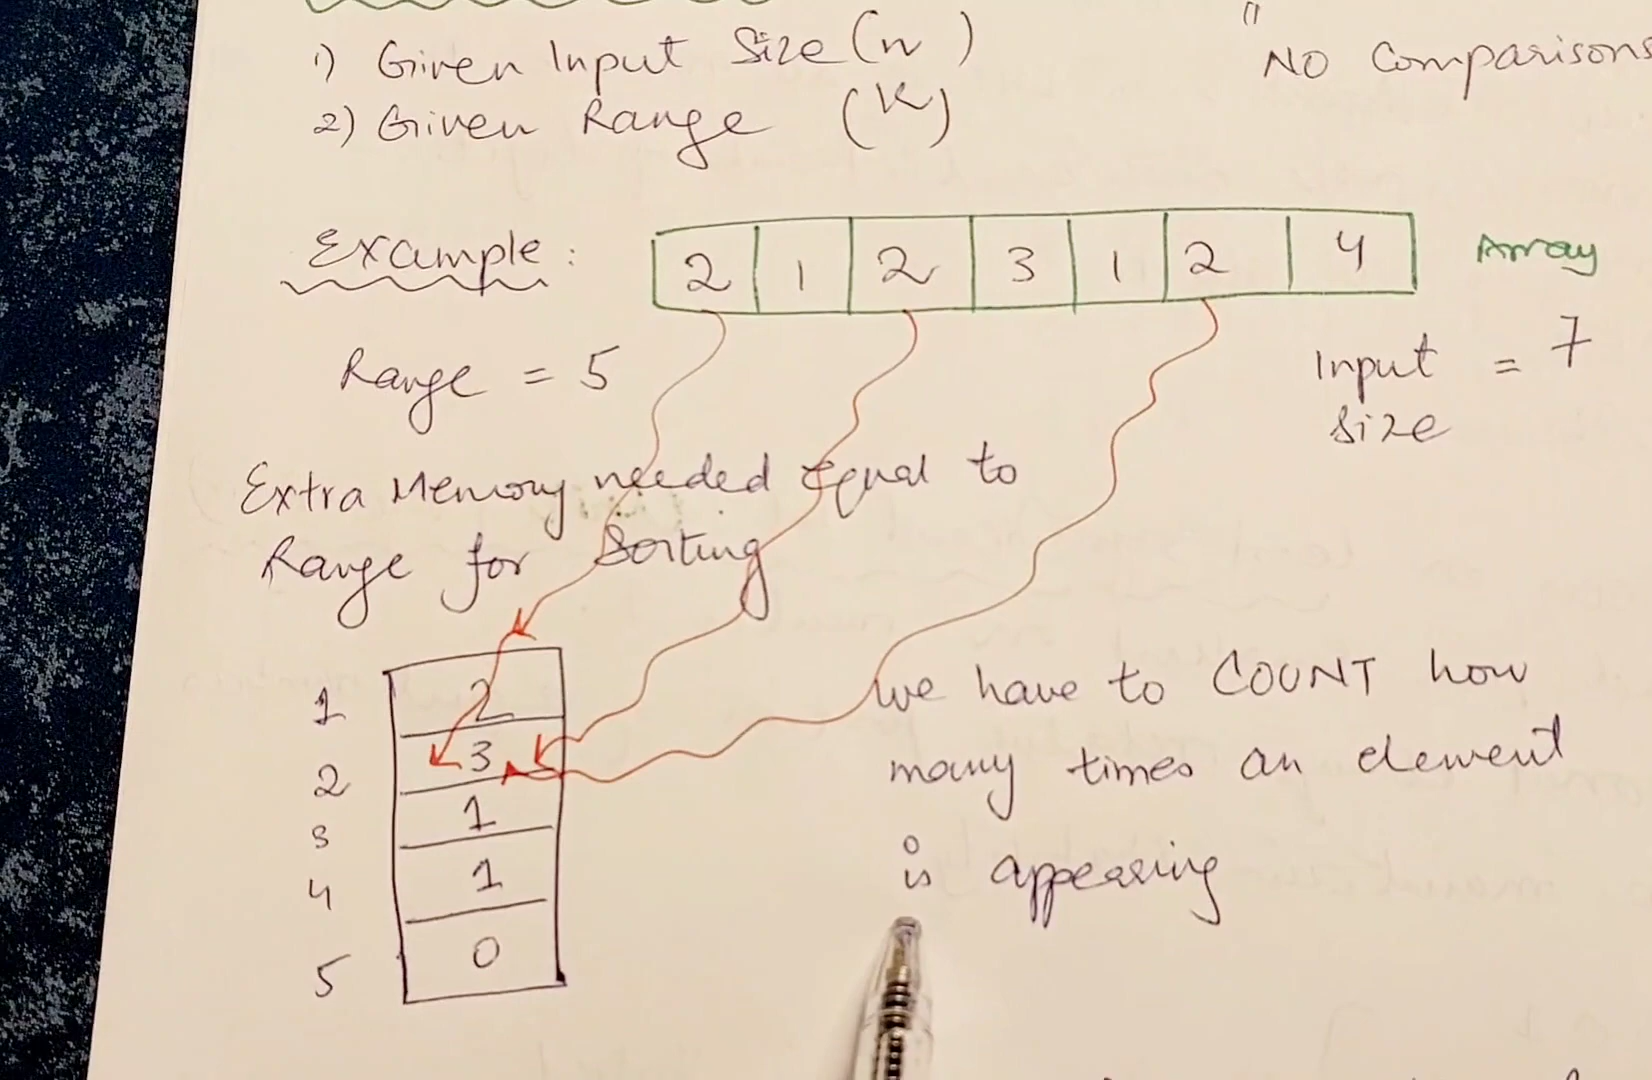 1) Given Input Size (n)
"NO Comparisons
2) Given Range (K)
Example :
2 1 2 3 1 2 4
Array
Range = 5
Input size = 7
Extra Memory needed Equal to
Range for Sorting
1 2
2 3
3 1
4 1
5 0
we have to COUNT how
many times an element
is appearing